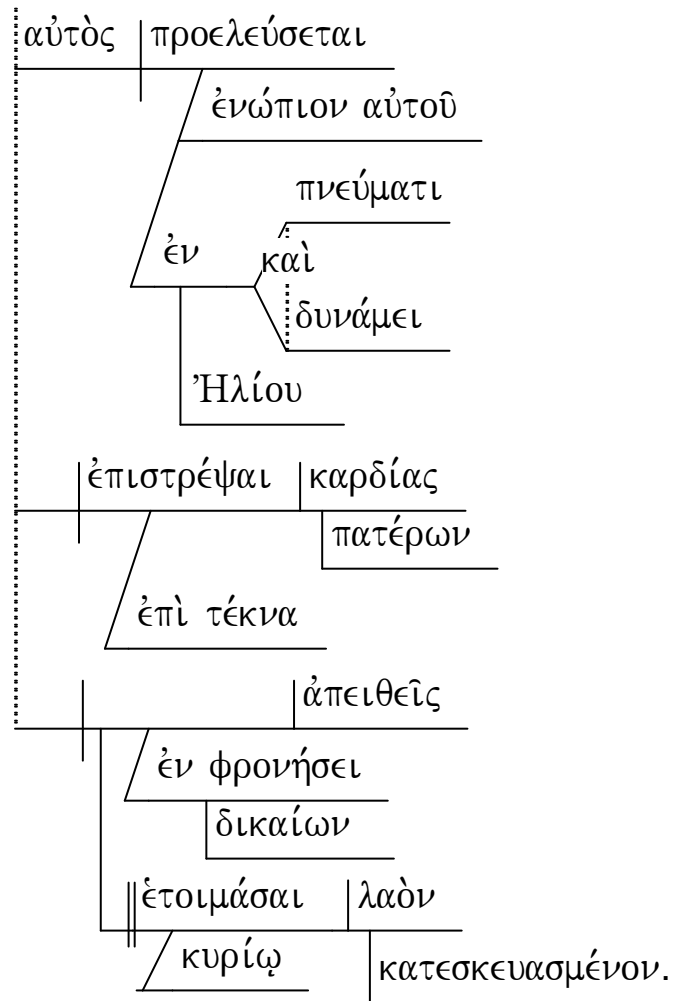 αὐτὸς προελεύσεται
ἐνώπιον αὐτοῦ
πνεύματι
ἐν καὶ
δυνάμει
Ἠλίου
ἐπιστρέψαι καρδίας
πατέρων
ἐπὶ τέκνα
ἀπειθεῖς
ἐν φρονήσει
δικαίων
ἑτοιμάσαι λαὸν
κυρίῳ
κατεσκευασμένον.